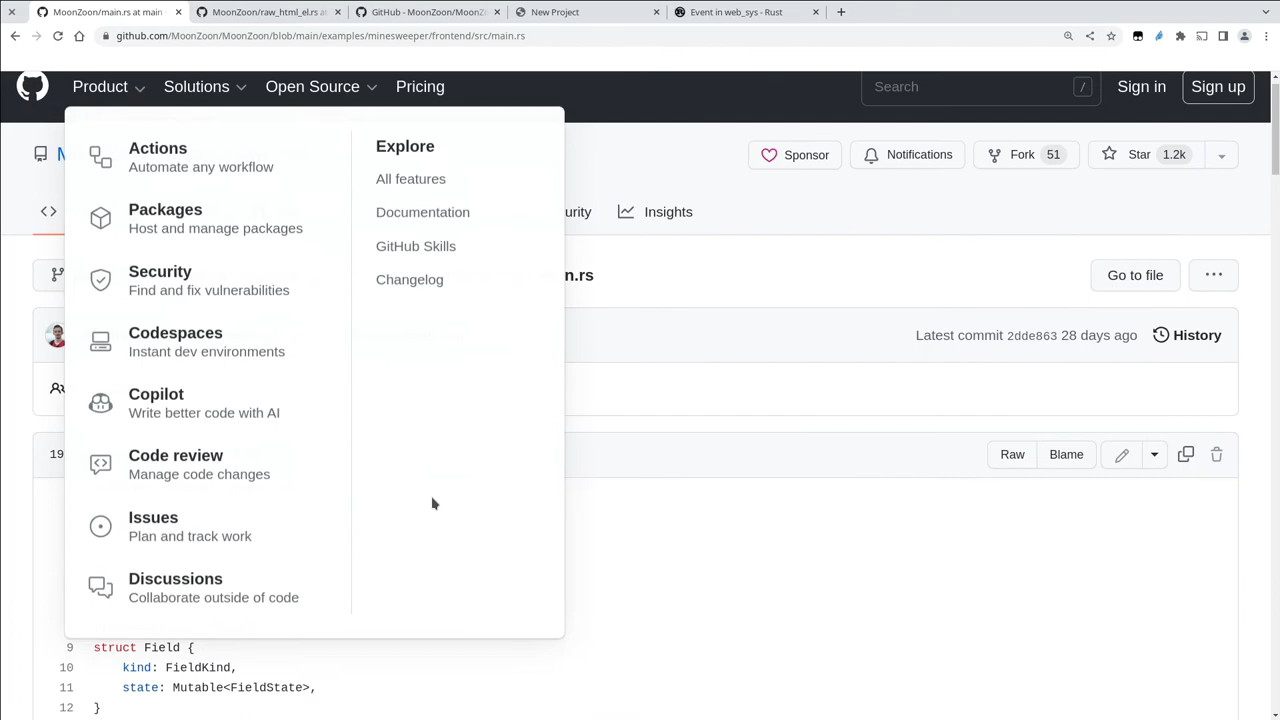 MoonZoon/main.rs at main
MoonZoon/raw_html_el.rs at
GitHub - MoonZoon/MoonZ
New Project
Event in web_sys - Rust
github.com/MoonZoon/MoonZoon/blob/main/examples/minesweeper/frontend/src/main.rs
Product Solutions Open Source Pricing Search / Sign in Sign up
Sponsor Notifications Fork 51 Star 1.2k
urity Insights
n.rs Go to file
Latest commit 2dde863 28 days ago History
19 Raw Blame
Actions
Automate any workflow
Packages
Host and manage packages
Security
Find and fix vulnerabilities
Codespaces
Instant dev environments
Copilot
Write better code with AI
Code review
Manage code changes
Issues
Plan and track work
Discussions
Collaborate outside of code
Explore
All features
Documentation
GitHub Skills
Changelog
9 struct Field {
10 kind: FieldKind,
11 state: Mutable<FieldState>,
12 }